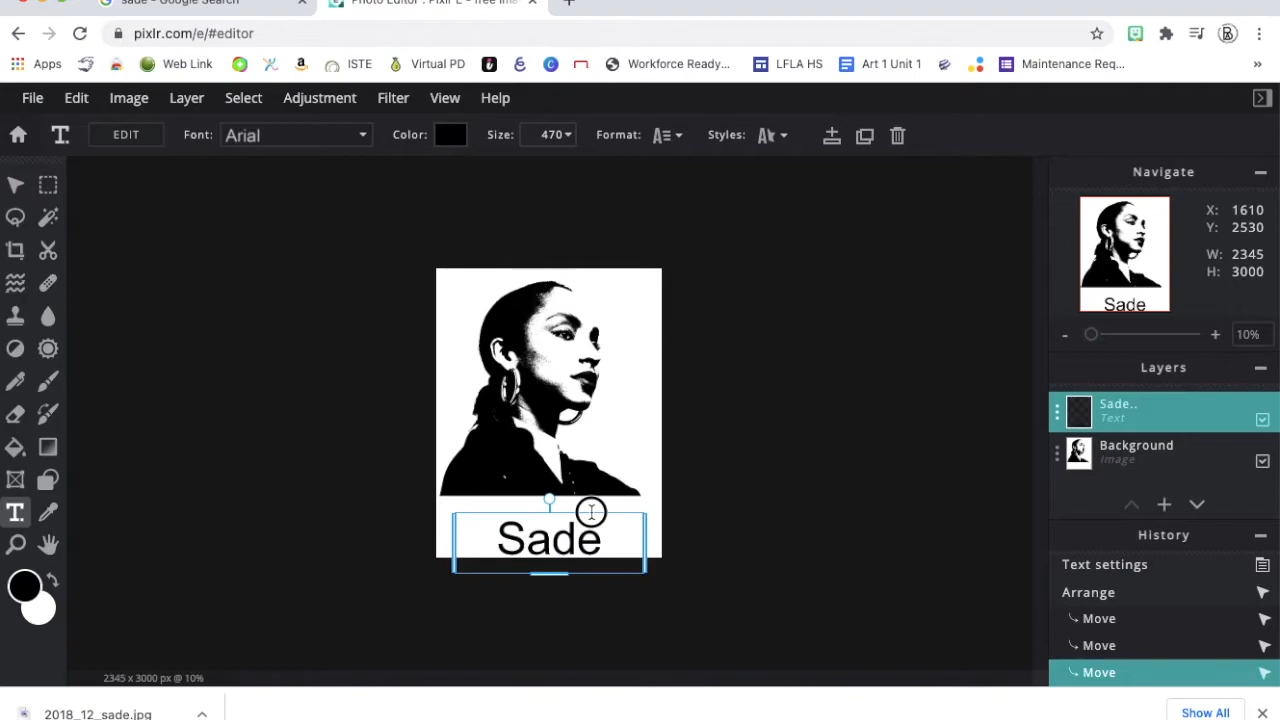 sade - Google Search
Photo Editor : Pixlr E - free ima
pixlr.com/e/#editor
Apps
Web Link
ISTE
Virtual PD
Workforce Ready...
LFLA HS
Art 1 Unit 1
Maintenance Req...
»
File Edit Image Layer Select Adjustment Filter View Help
EDIT Font: Arial Color: Size: 470 Format: Styles:
Navigate
X: 1610
Y: 2530
W: 2345
H: 3000
Sade
- + 10%
Layers
Sade..
Text
Background
Image
Sade
History
Text settings
Arrange
Move
Move
Move
2345 x 3000 px @ 10%
2018_12_sade.jpg
Show All